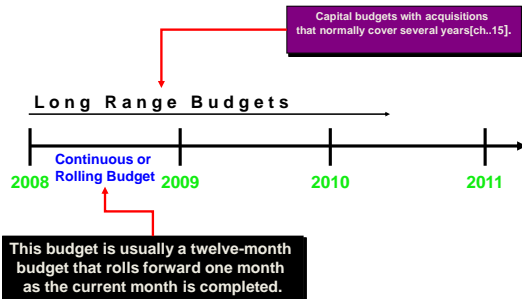 Capital budgets with acquisitions
that normally cover several years[ch..15].
Long Range Budgets
Continuous or
Rolling Budget
2008
2009
2010
2011
This budget is usually a twelve-month
budget that rolls forward one month
as the current month is completed.